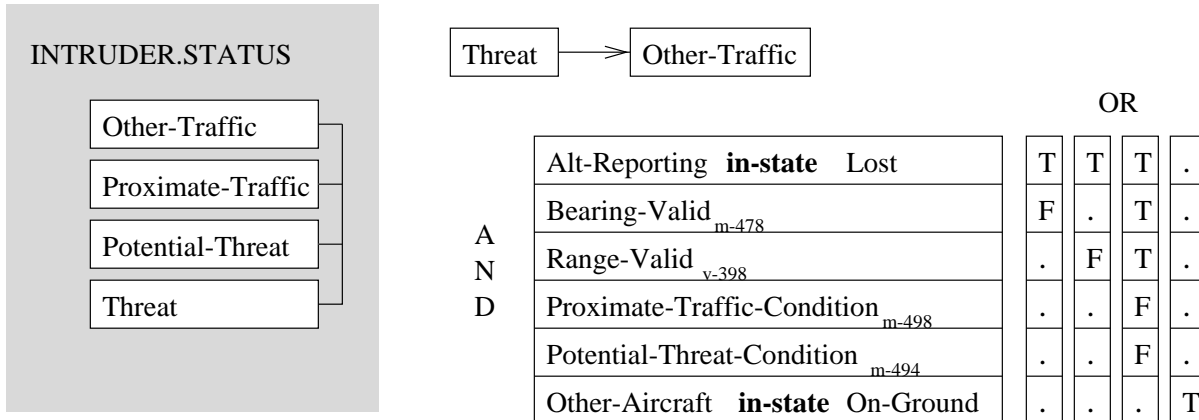 INTRUDER.STATUS
Other-Traffic
Proximate-Traffic
Potential-Threat
Threat
Threat Other-Traffic
OR
A
N
D
Alt-Reporting in-state Lost T T T .
Bearing-Valid m-478 F . T .
Range-Valid v-398 . F T .
Proximate-Traffic-Condition m-498 . . F .
Potential-Threat-Condition m-494 . . F .
Other-Aircraft in-state On-Ground . . . T